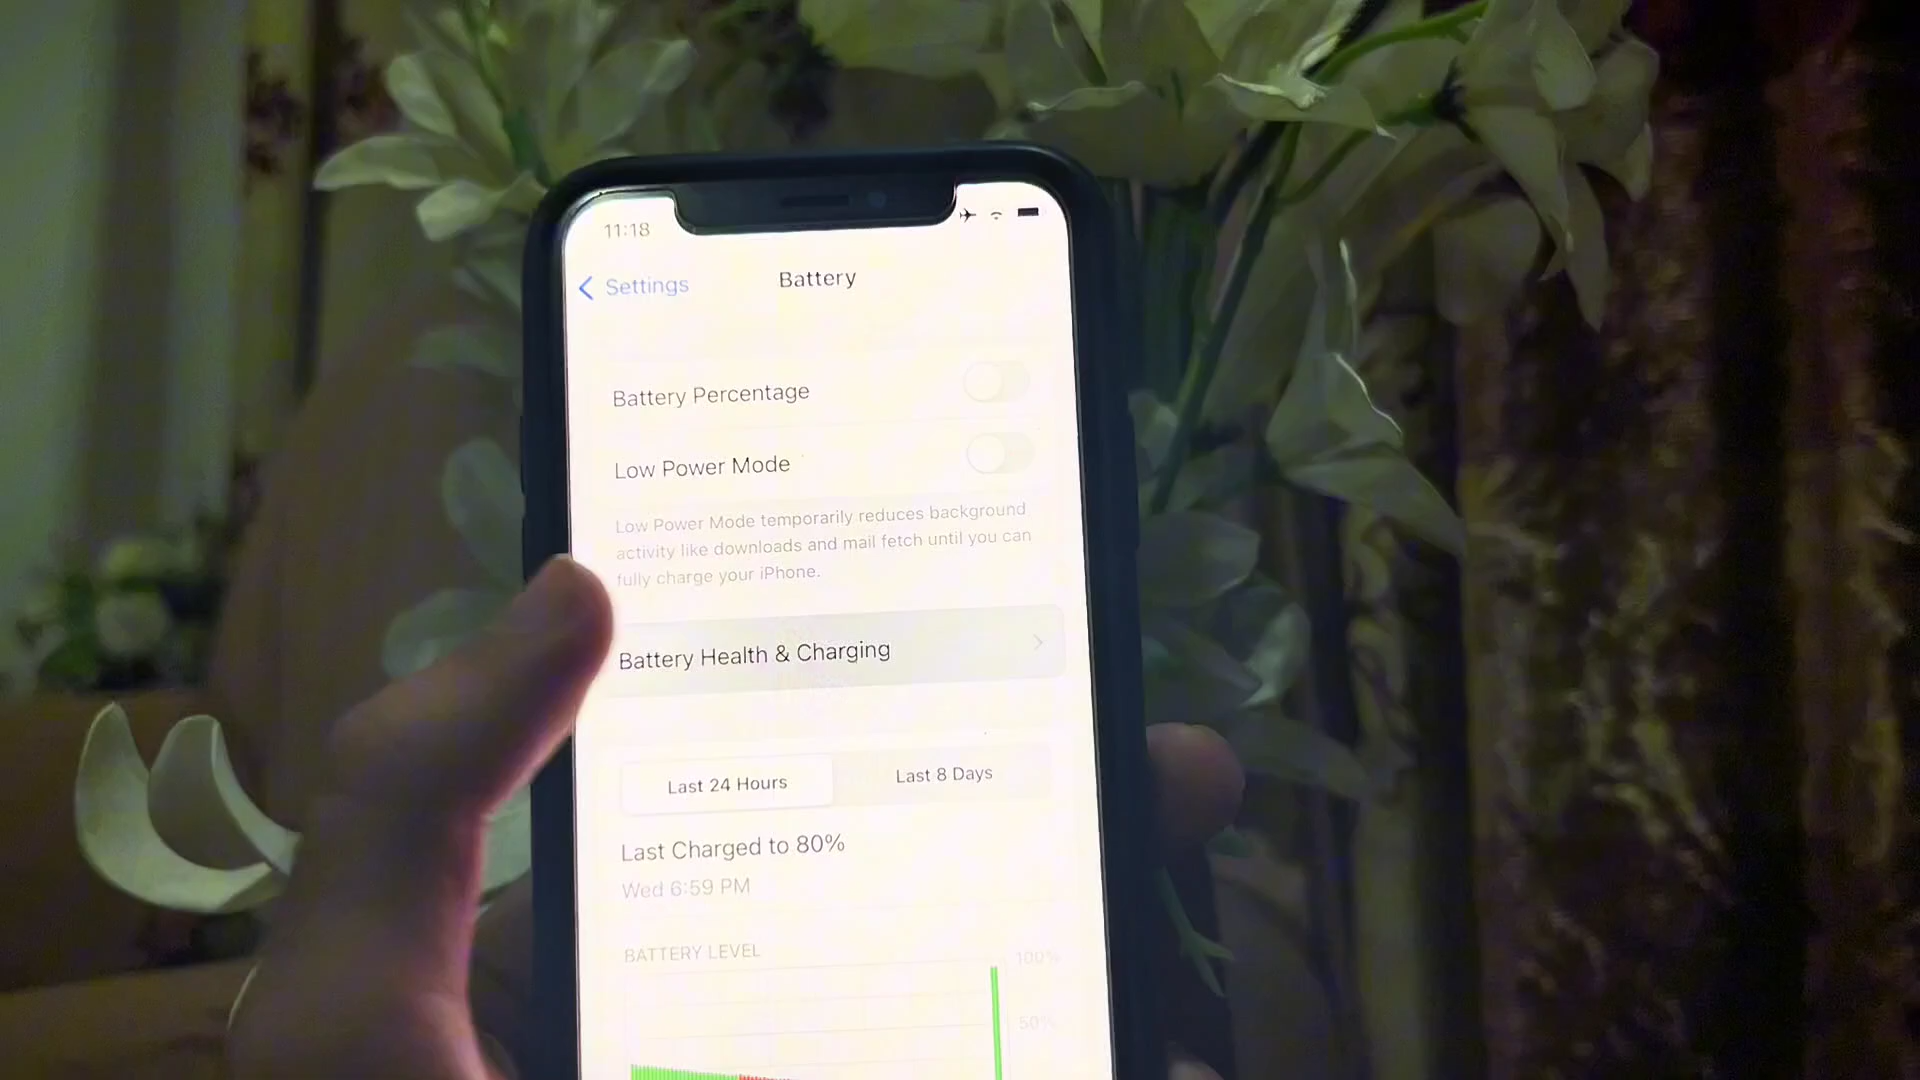 11:18
Settings
Battery
Battery Percentage
Low Power Mode
Low Power Mode temporarily reduces background
activity like downloads and mail fetch until you can
fully charge your iPhone.
Battery Health & Charging
Last 24 Hours
Last 8 Days
Last Charged to 80%
Wed 6:59 PM
BATTERY LEVEL
100%
50%